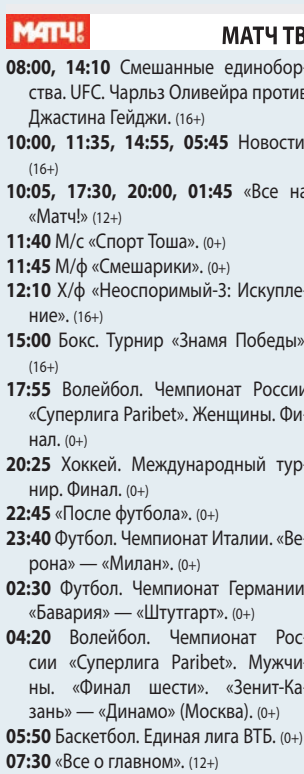 МАТЧ! МАТЧ ТВ
08:00, 14:10 Смешанные единобор-
ства. UFC. Чарльз Оливейра против
Джастина Гейджи. (16+)
10:00, 11:35, 14:55, 05:45 Новости.
(16+)
10:05, 17:30, 20:00, 01:45 «Все на
«Матч!» (12+)
11:40 М/с «Спорт Тоша». (0+)
11:45 М/ф «Смешарики». (0+)
12:10 Х/ф «Неоспоримый-3: Искупле-
ние». (16+)
15:00 Бокс. Турнир «Знамя Победы»
(16+)
17:55 Волейбол. Чемпионат России
«Суперлига Paribet». Женщины. Фи-
нал. (0+)
20:25 Хоккей. Международный тур-
нир. Финал. (0+)
22:45 «После футбола». (0+)
23:40 Футбол. Чемпионат Италии. «Ве-
рона» — «Милан». (0+)
02:30 Футбол. Чемпионат Германии.
«Бавария» — «Штутгарт». (0+)
04:20 Волейбол. Чемпионат Рос-
сии «Суперлига Paribet». Мужчи-
ны. «Финал шести». «Зенит-Ка-
зань» — «Динамо» (Москва). (0+)
05:50 Баскетбол. Единая лига ВТБ. (0+)
07:30 «Все о главном». (12+)